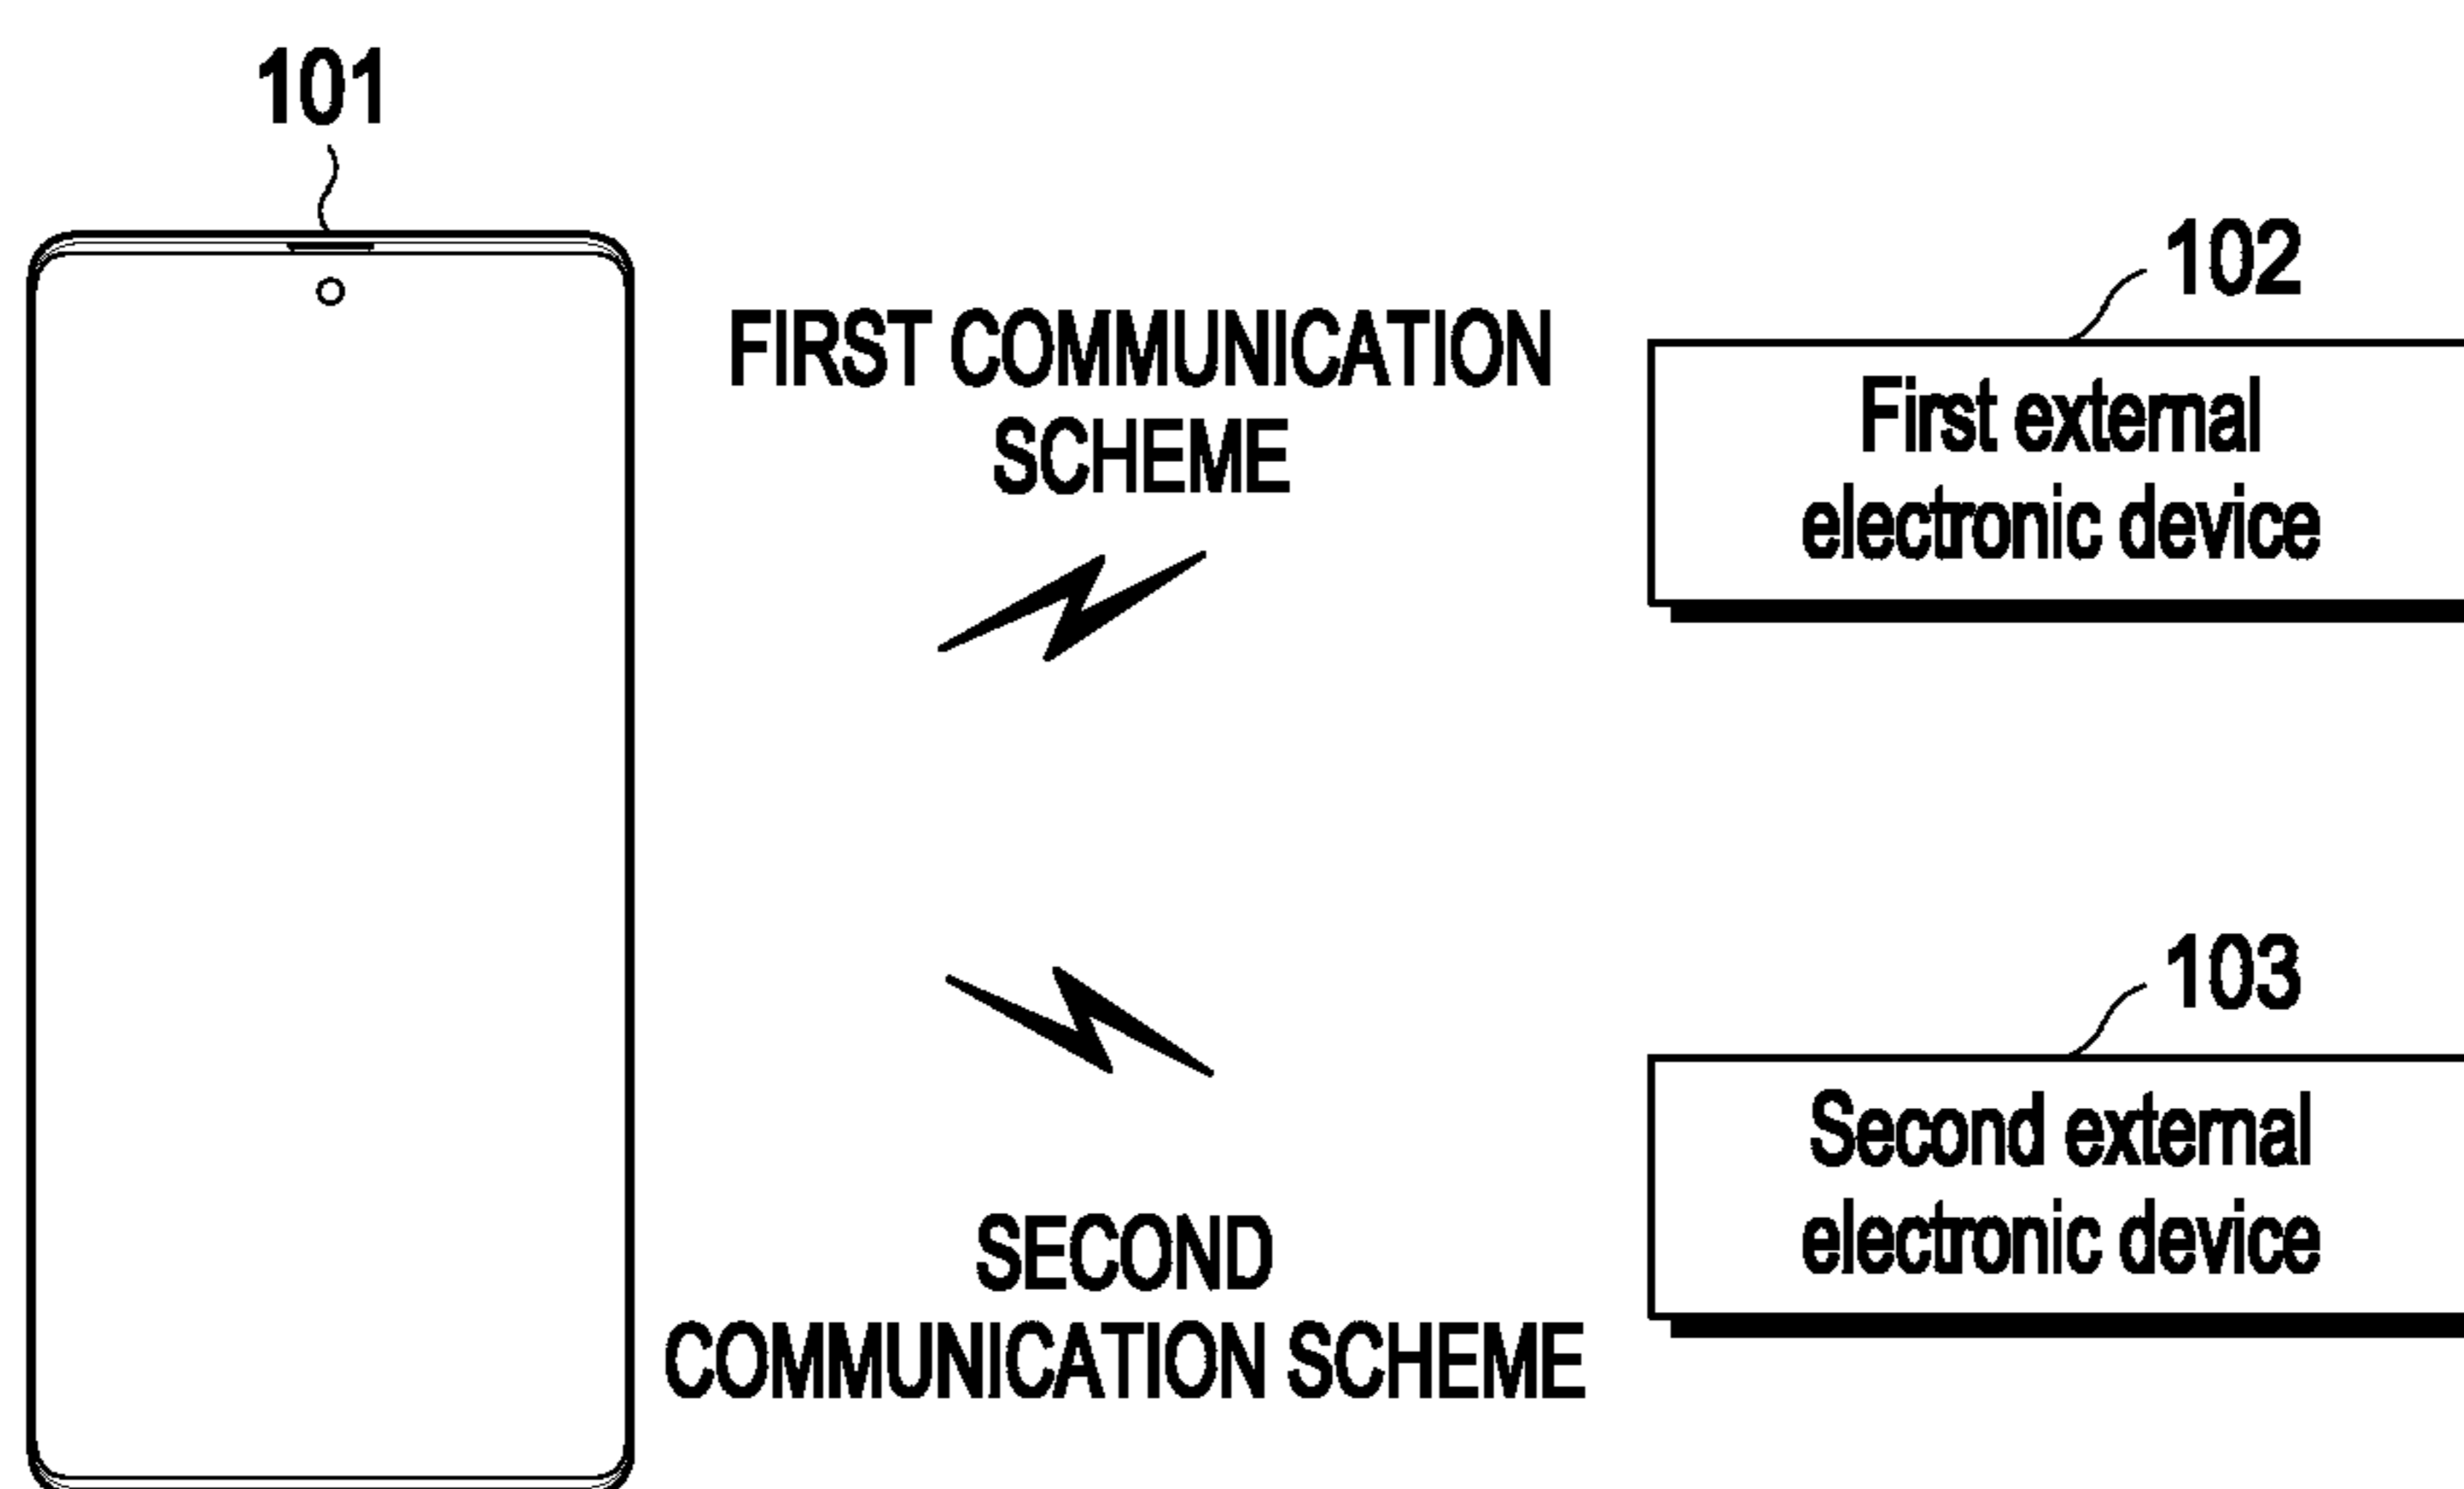 101
FIRST COMMUNICATION
SCHEME
102
First external
electronic device
103
Second external
electronic device
SECOND
COMMUNICATION SCHEME